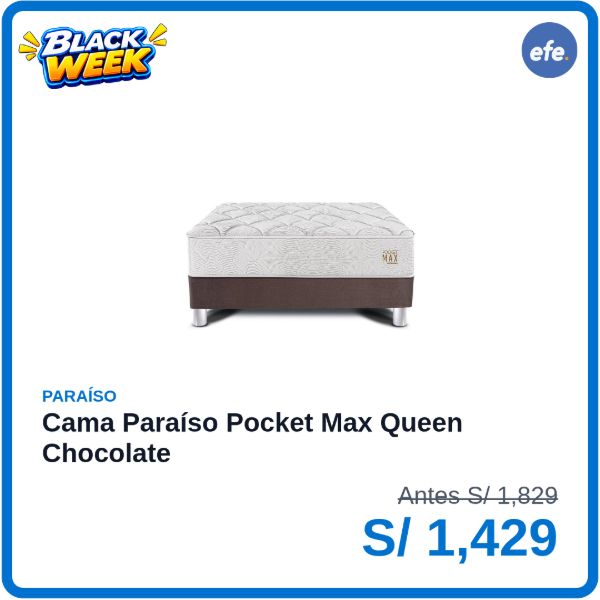 BLACK
WEEK
efe.
MAX
PARAÍSO
Cama Paraíso Pocket Max Queen
Chocolate
Antes S/ 1,829
S/ 1,429